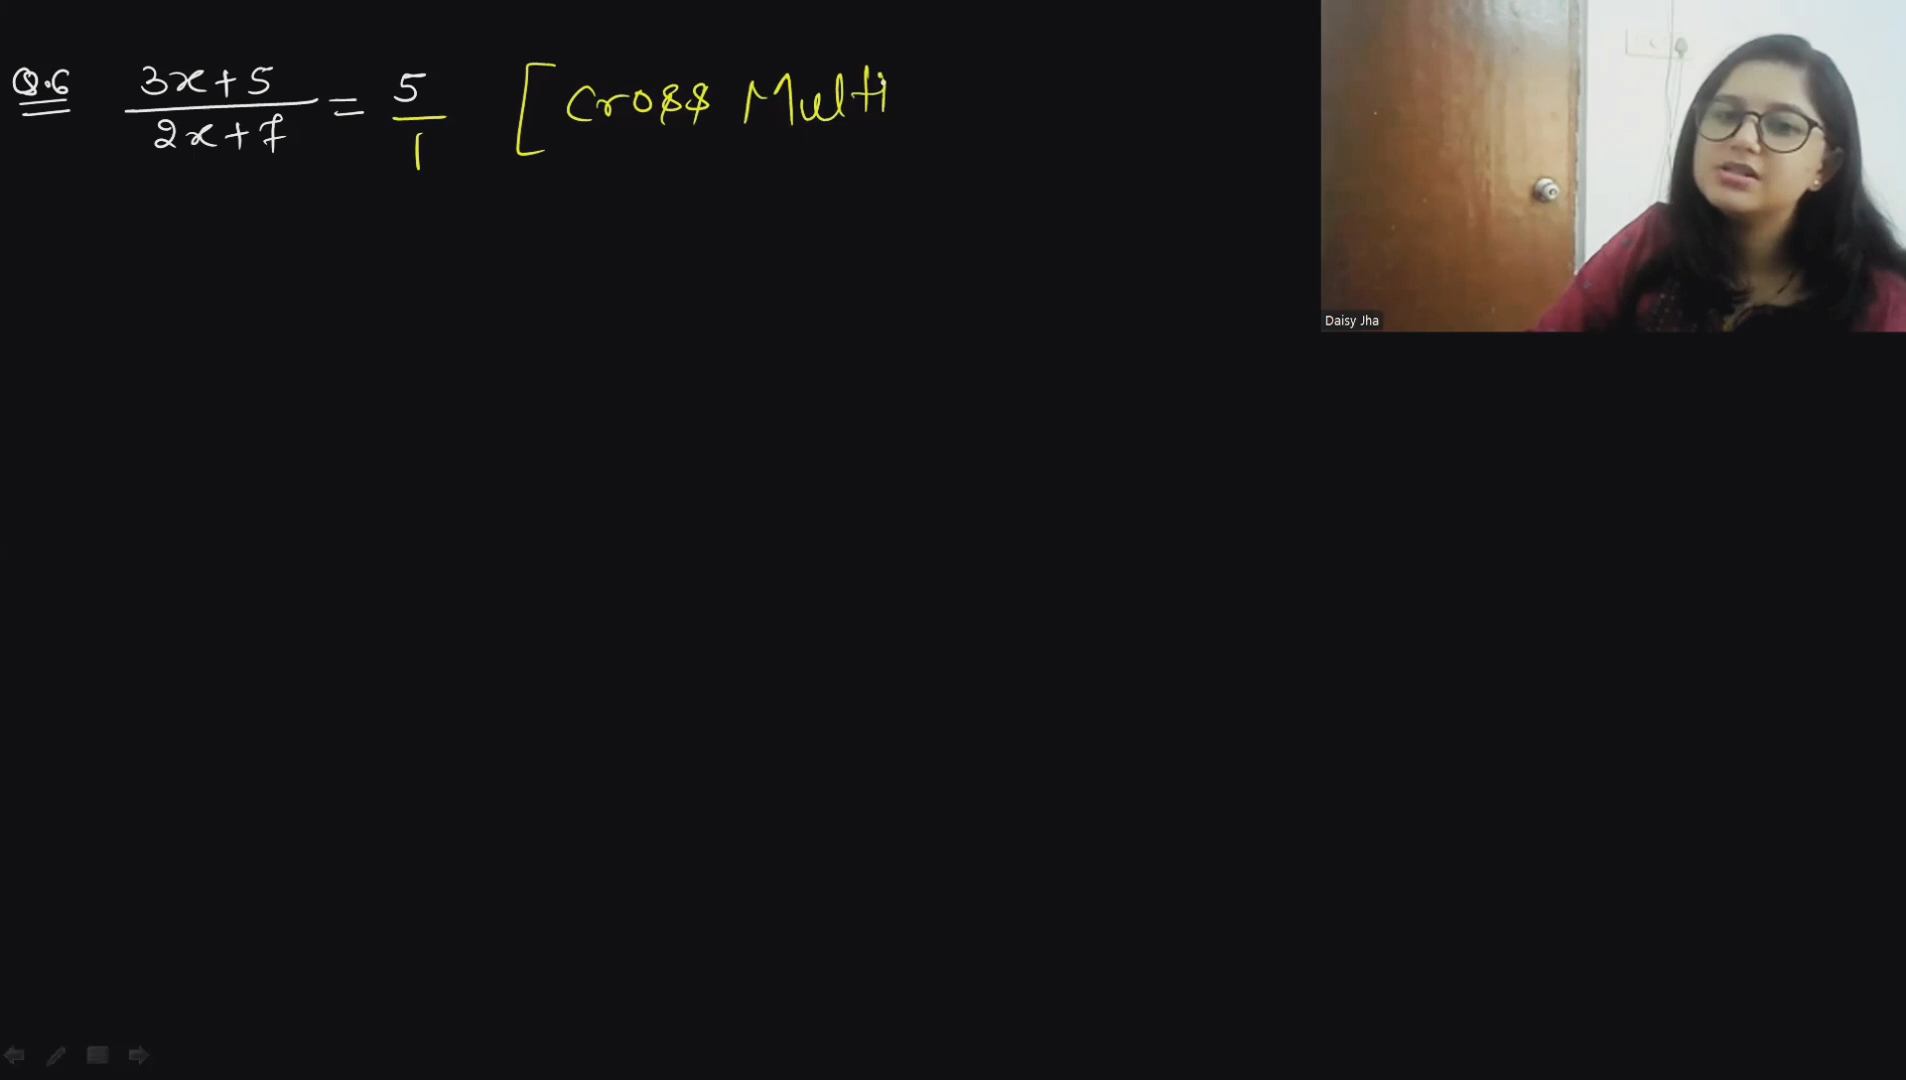 Q.6 (3x+5)/(2x+7) = 5/1 [Cross Multi
Daisy Jha